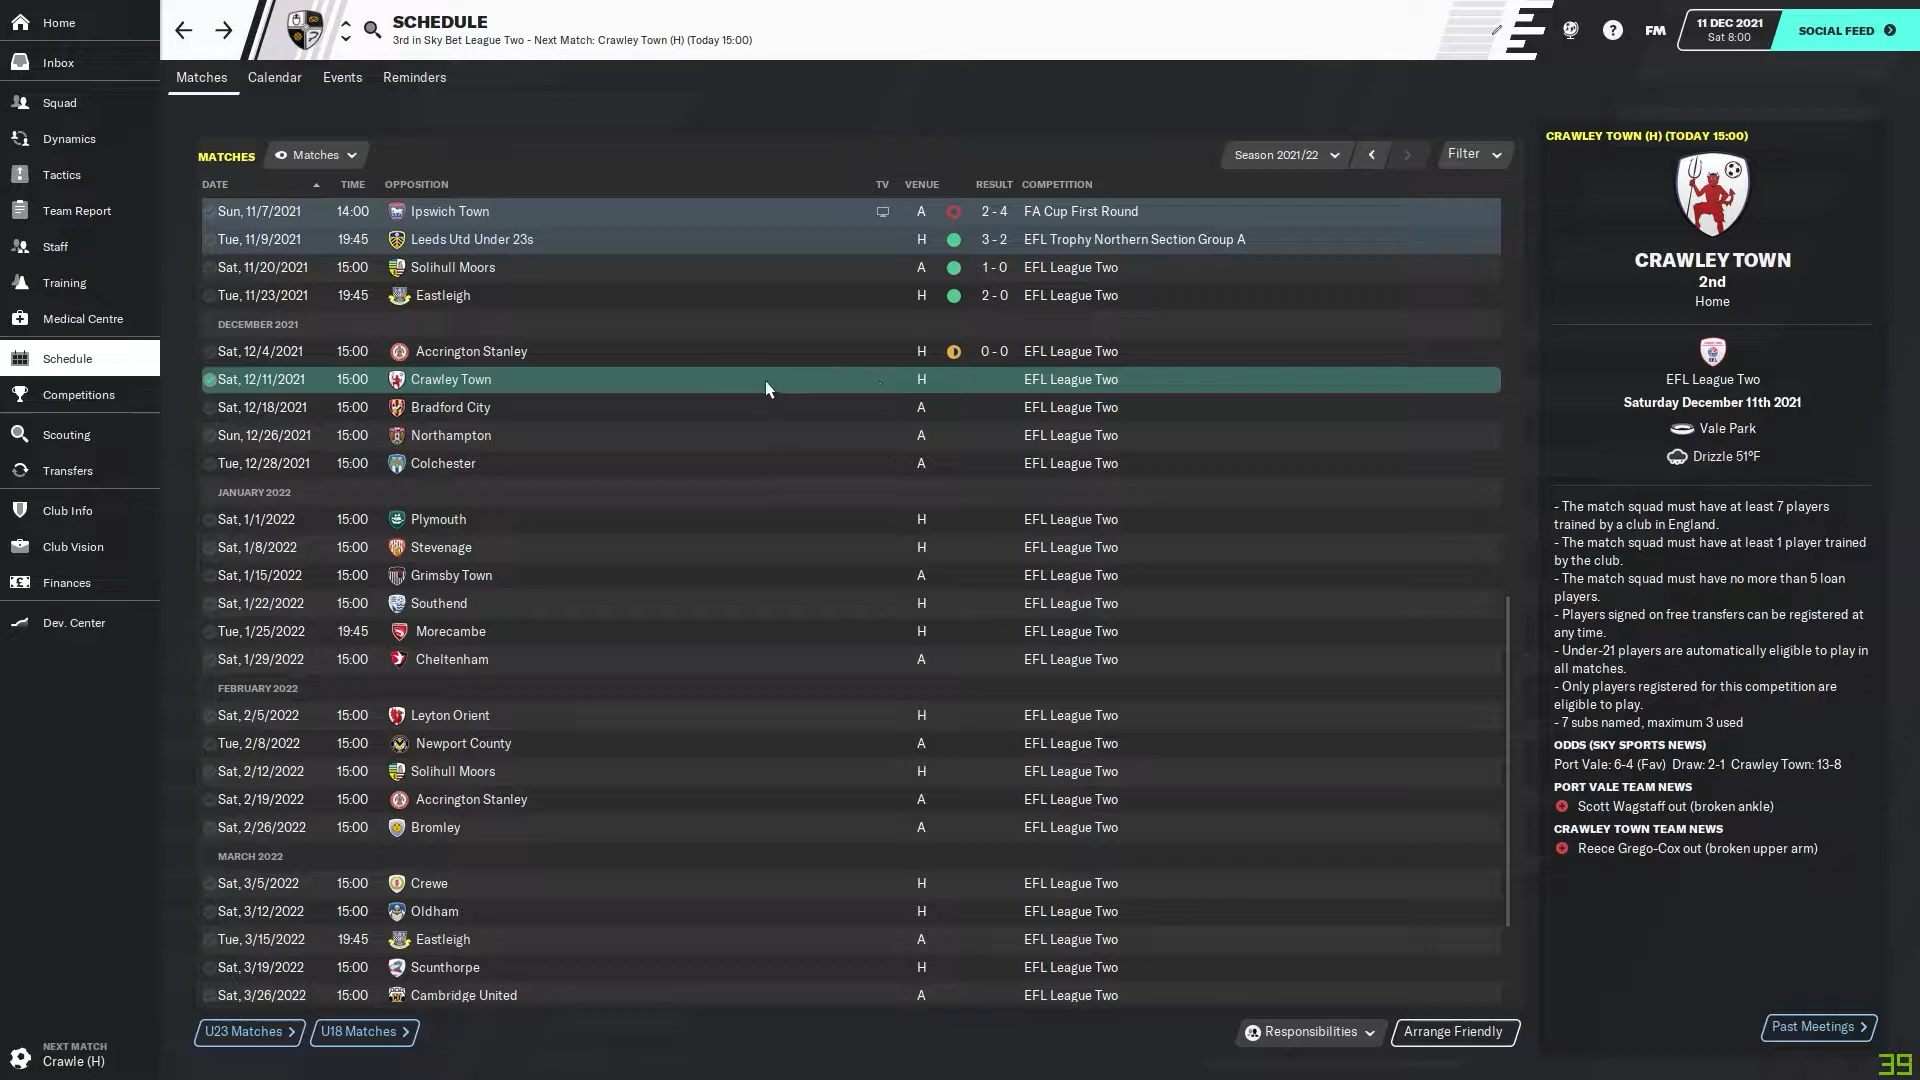 Home
Inbox
Squad
Dynamics
Tactics
Team Report
Staff
Training
Medical Centre
Schedule
Competitions
Scouting
Transfers
Club Info
Club Vision
Finances
Dev. Center
NEXT MATCH
Crawle (H)
SCHEDULE
3rd in Sky Bet League Two - Next Match: Crawley Town (H) (Today 15:00)
FM
11 DEC 2021
Sat 8:00
SOCIAL FEED
Matches Calendar Events Reminders
MATCHES Matches Season 2021/22 Filter
DATE TIME OPPOSITION TV VENUE RESULT COMPETITION
Sun, 11/7/2021 14:00 Ipswich Town A 2 - 4 FA Cup First Round
Tue, 11/9/2021 19:45 Leeds Utd Under 23s H 3 - 2 EFL Trophy Northern Section Group A
Sat, 11/20/2021 15:00 Solihull Moors A 1 - 0 EFL League Two
Tue, 11/23/2021 19:45 Eastleigh H 2 - 0 EFL League Two
DECEMBER 2021
Sat, 12/4/2021 15:00 Accrington Stanley H 0 - 0 EFL League Two
Sat, 12/11/2021 15:00 Crawley Town H EFL League Two
Sat, 12/18/2021 15:00 Bradford City A EFL League Two
Sun, 12/26/2021 15:00 Northampton A EFL League Two
Tue, 12/28/2021 15:00 Colchester A EFL League Two
JANUARY 2022
Sat, 1/1/2022 15:00 Plymouth H EFL League Two
Sat, 1/8/2022 15:00 Stevenage H EFL League Two
Sat, 1/15/2022 15:00 Grimsby Town A EFL League Two
Sat, 1/22/2022 15:00 Southend H EFL League Two
Tue, 1/25/2022 19:45 Morecambe H EFL League Two
Sat, 1/29/2022 15:00 Cheltenham A EFL League Two
FEBRUARY 2022
Sat, 2/5/2022 15:00 Leyton Orient H EFL League Two
Tue, 2/8/2022 15:00 Newport County A EFL League Two
Sat, 2/12/2022 15:00 Solihull Moors H EFL League Two
Sat, 2/19/2022 15:00 Accrington Stanley A EFL League Two
Sat, 2/26/2022 15:00 Bromley A EFL League Two
MARCH 2022
Sat, 3/5/2022 15:00 Crewe H EFL League Two
Sat, 3/12/2022 15:00 Oldham H EFL League Two
Tue, 3/15/2022 19:45 Eastleigh A EFL League Two
Sat, 3/19/2022 15:00 Scunthorpe H EFL League Two
Sat, 3/26/2022 15:00 Cambridge United A EFL League Two
U23 Matches U18 Matches Responsibilities Arrange Friendly
CRAWLEY TOWN (H) (TODAY 15:00)
CRAWLEY TOWN
2nd
Home
EFL
EFL League Two
Saturday December 11th 2021
Vale Park
Drizzle 51°F
- The match squad must have at least 7 players
trained by a club in England.
- The match squad must have at least 1 player trained
by the club.
- The match squad must have no more than 5 loan
players.
- Players signed on free transfers can be registered at
any time.
- Under-21 players are automatically eligible to play in
all matches.
- Only players registered for this competition are
eligible to play.
- 7 subs named, maximum 3 used
ODDS (SKY SPORTS NEWS)
Port Vale: 6-4 (Fav) Draw: 2-1 Crawley Town: 13-8
PORT VALE TEAM NEWS
Scott Wagstaff out (broken ankle)
CRAWLEY TOWN TEAM NEWS
Reece Grego-Cox out (broken upper arm)
Past Meetings
39